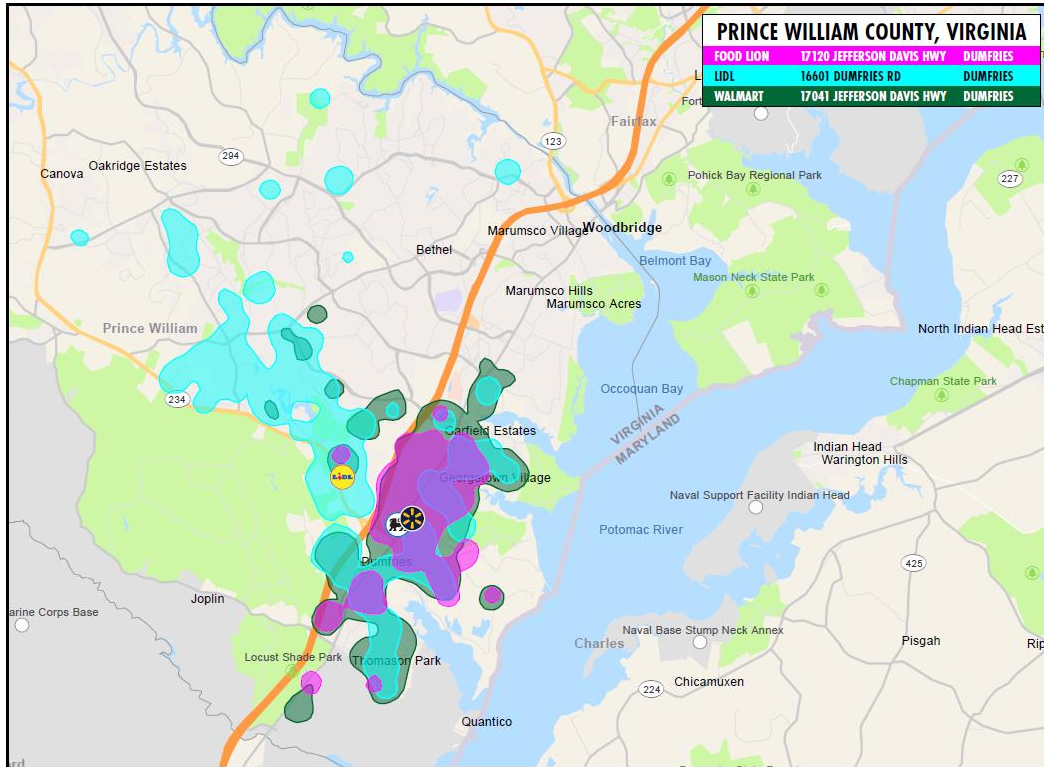 PRINCE WILLIAM COUNTY, VIRGINIA
FOOD LION 17120 JEFFERSON DAVIS HWY DUMFRIES
LIDL 16601 DUMFRIES RD DUMFRIES
WALMART 17041 JEFFERSON DAVIS HWY DUMFRIES
Fort
Fairfax
123
294
Oakridge Estates
Canova
Pohick Bay Regional Park
227
Marumsco Village
Woodbridge
Bethel
Belmont Bay
Mason Neck State Park
Marumsco Hills
Marumsco Acres
Prince William
North Indian Head Est
Chapman State Park
Occoquan Bay
234
VIRGINIA
MARYLAND
Garfield Estates
Indian Head
Warington Hills
Georgetown Village
LIDL
Naval Support Facility Indian Head
Potomac River
Dumfries
425
Joplin
arine Corps Base
Naval Base Stump Neck Annex
Charles
Pisgah
Rip
Locust Shade Park
Thomason Park
Chicamuxen
224
Quantico
rd